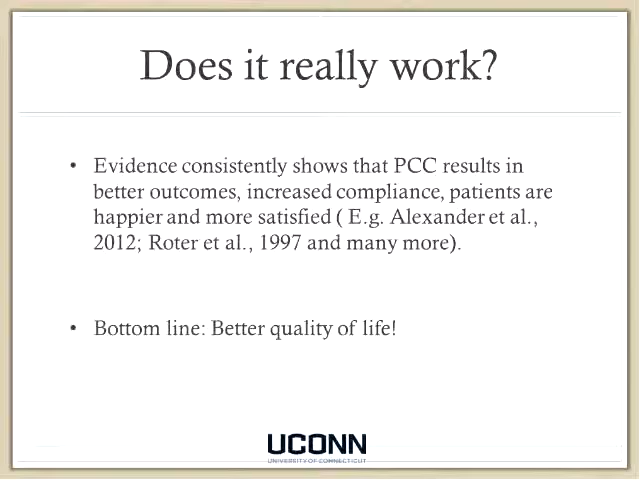 Does it really work?
• Evidence consistently shows that PCC results in
better outcomes, increased compliance, patients are
happier and more satisfied ( E.g. Alexander et al.,
2012; Roter et al., 1997 and many more).
• Bottom line: Better quality of life!
UCONN
UNIVERSITY OF CONNECTICUT